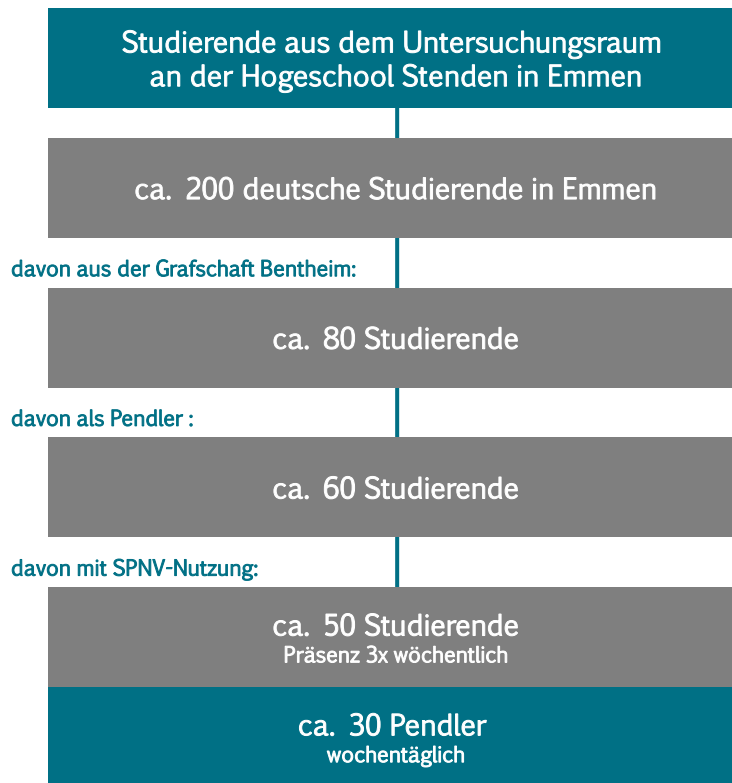 Studierende aus dem Untersuchungsraum
an der Hogeschool Stenden in Emmen
ca. 200 deutsche Studierende in Emmen
davon aus der Grafschaft Bentheim:
ca. 80 Studierende
davon als Pendler :
ca. 60 Studierende
davon mit SPNV-Nutzung:
ca. 50 Studierende
Präsenz 3x wöchentlich
ca. 30 Pendler
wochentäglich